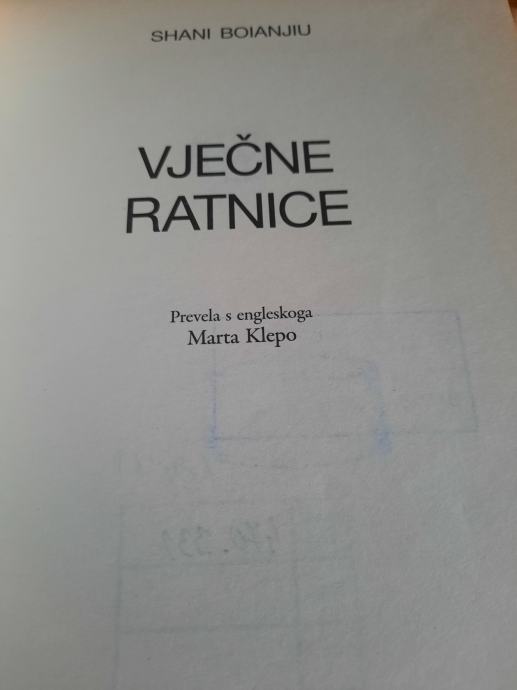 SHANI BOIANJIU
VJEČNE
RATNICE
Prevela s engleskoga
Marta Klepo